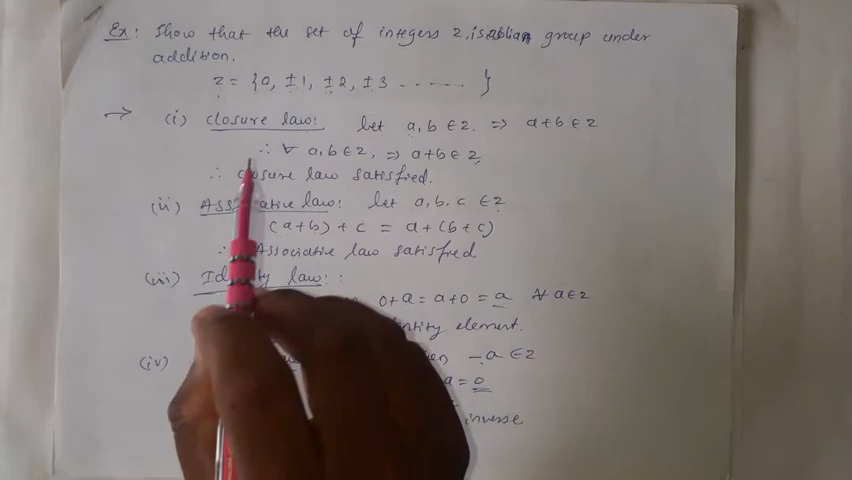 Ex: Show that the set of integers z, is abelian group under
addition.
z = {0, ±1, ±2, ±3 ------- }
→ (i) closure law: Let a, b ∈ z. => a+b ∈ z
∴ ∀ a, b ∈ z, => a+b ∈ z,
∴ closure law satisfied.
(ii) Ass ative law: let a, b, c ∈ z
(a+b) + c = a+(b+c)
∴ Associative law satisfied
(iii) Id ty law: :
0+a = a+0 = a ∀ a∈z
ntity element.
(iv) -a ∈ z
a = 0
inverse